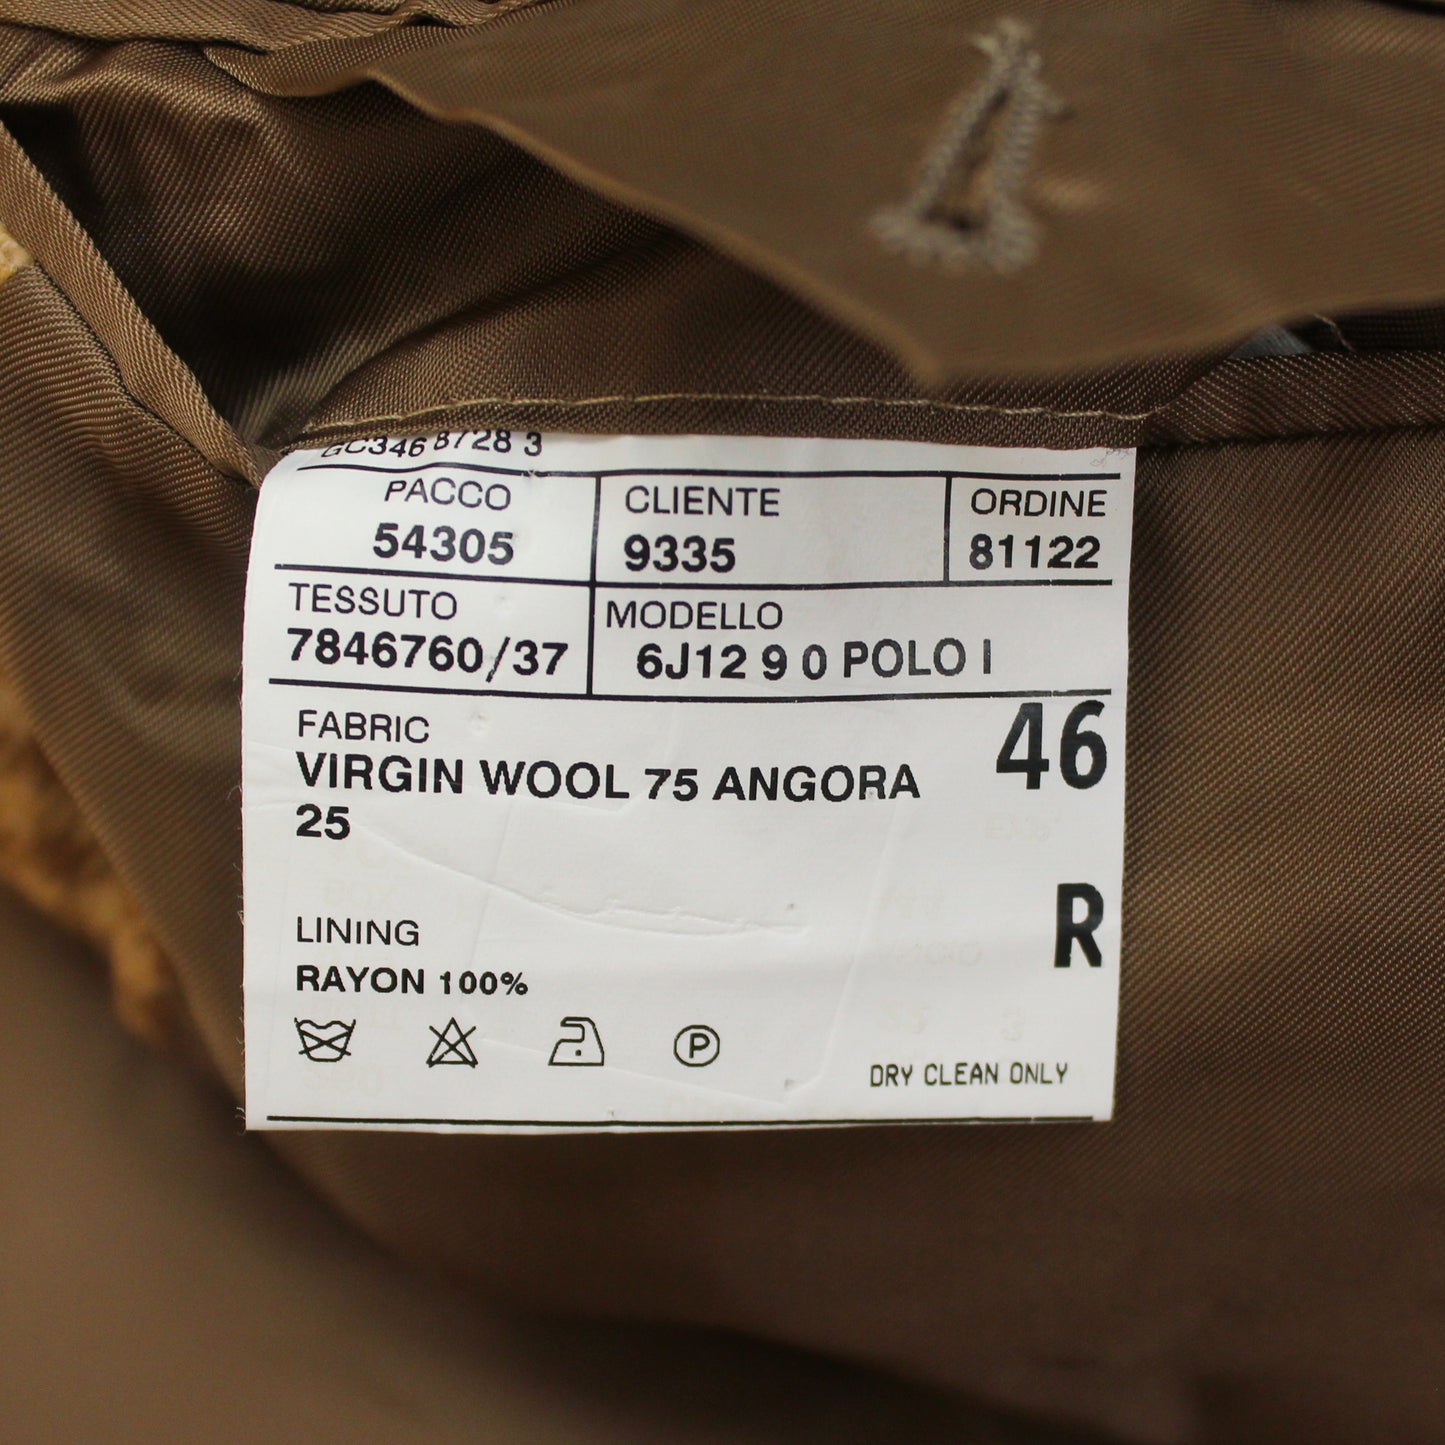 GC346 8728 3
PACCO CLIENTE ORDINE
54305 9335 81122
TESSUTO MODELLO
7846760/37 6J12 9 0 POLO I
FABRIC 46
VIRGIN WOOL 75 ANGORA
25
R
LINING
RAYON 100%
P
DRY CLEAN ONLY